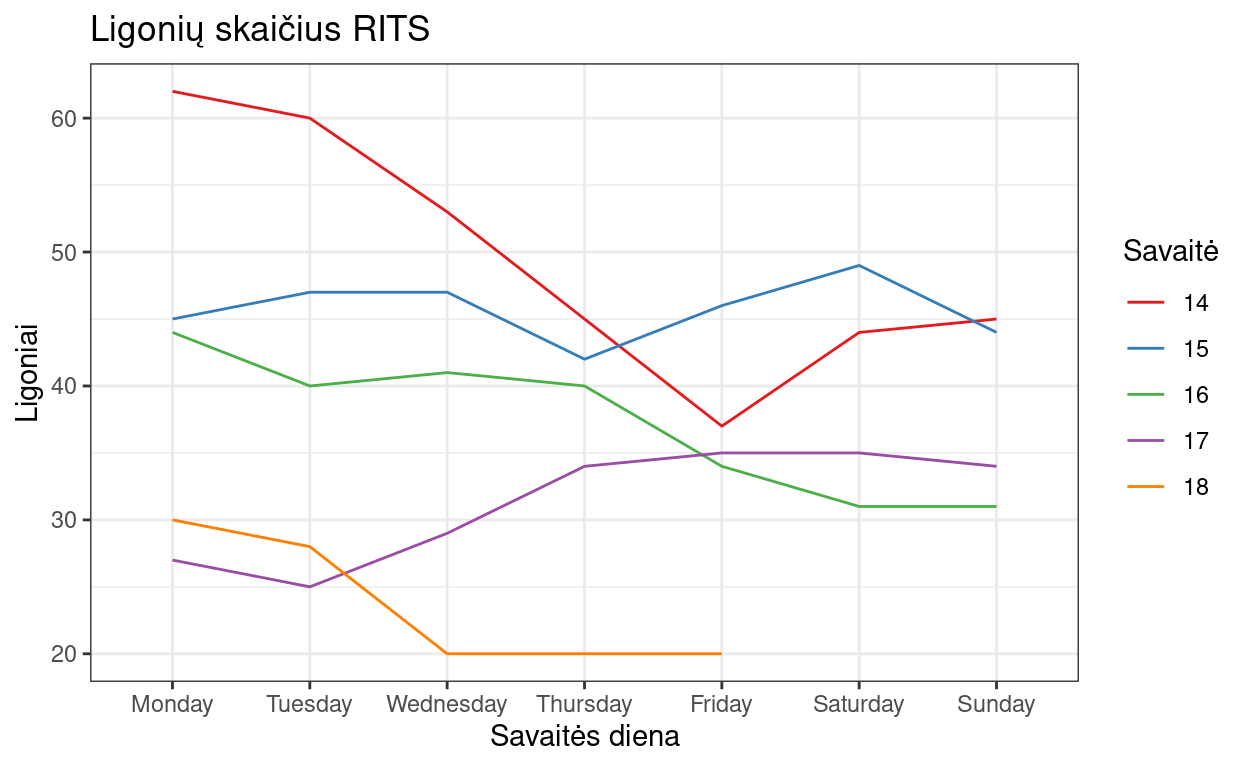 Ligonių skaičius RITS
60
50
40
30
20
Ligoniai
Monday Tuesday Wednesday Thursday Friday Saturday Sunday
Savaitės diena
Savaitė
14
15
16
17
18